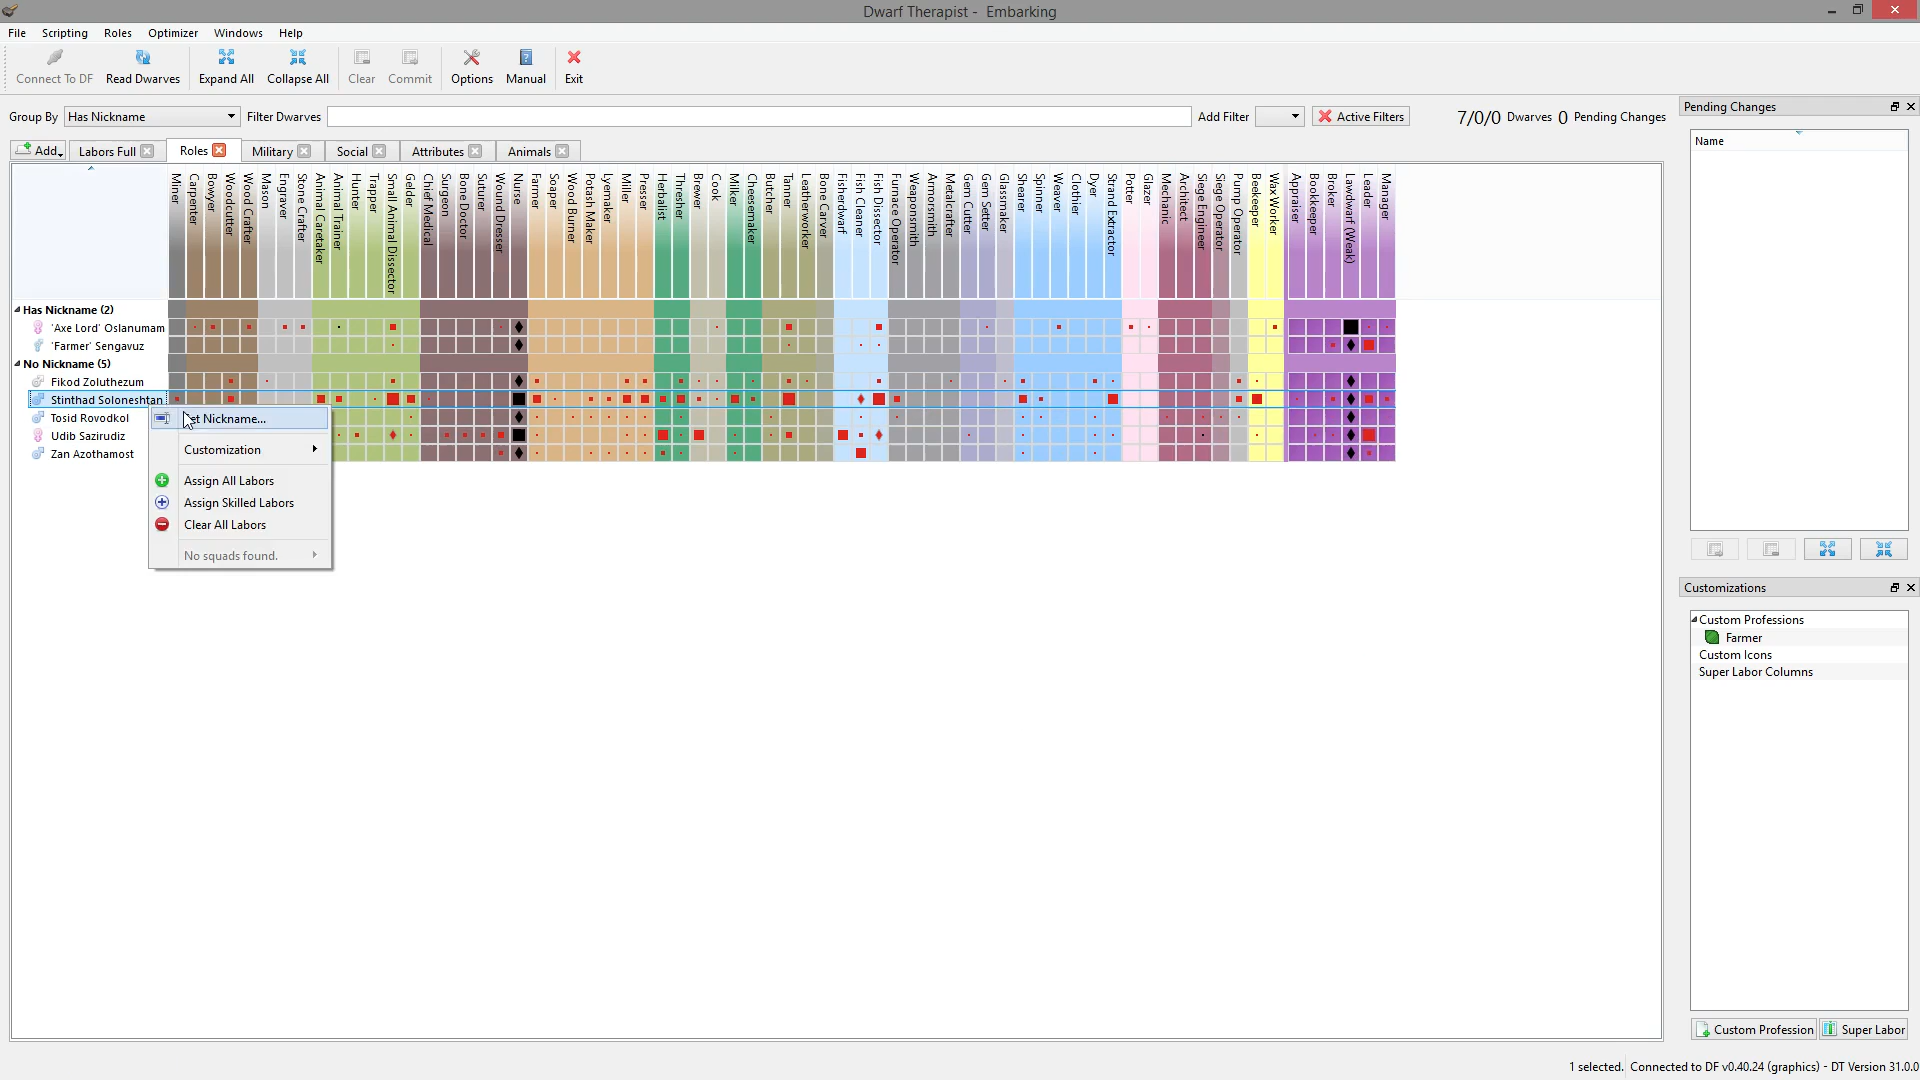 Dwarf Therapist - Embarking
File Scripting Roles Optimizer Windows Help
Connect To DF Read Dwarves Expand All Collapse All Clear Commit Options Manual Exit
Group By Has Nickname Filter Dwarves Add Filter Active Filters 7/0/0 Dwarves 0 Pending Changes
Add Labors Full Roles Military Social Attributes Animals
Miner
Carpenter
Bowyer
Woodcutter
Wood Crafter
Mason
Engraver
Stone Crafter
Animal Caretaker
Animal Trainer
Hunter
Trapper
Small Animal Dissector
Gelder
Chief Medical
Surgeon
Bone Doctor
Suturer
Wound Dresser
Nurse
Farmer
Soaper
Wood Burner
Potash Maker
Lyemaker
Miller
Presser
Herbalist
Thresher
Brewer
Cook
Milker
Cheesemaker
Butcher
Tanner
Leatherworker
Bone Carver
Fisherdwarf
Fish Cleaner
Fish Dissector
Furnace Operator
Weaponsmith
Armorsmith
Metalcrafter
Gem Cutter
Gem Setter
Glassmaker
Shearer
Spinner
Weaver
Clothier
Dyer
Strand Extractor
Potter
Glazer
Mechanic
Architect
Siege Engineer
Siege Operator
Pump Operator
Beekeeper
Wax Worker
Appraiser
Bookkeeper
Broker
Lawdwarf (Weak)
Leader
Manager
Has Nickname (2)
'Axe Lord' Oslanumam
'Farmer' Sengavuz
No Nickname (5)
Fikod Zoluthezum
Stinthad Soloneshtan
Tosid Rovodkol
Udib Sazirudiz
Zan Azothamost
Nickname...
Customization
Assign All Labors
Assign Skilled Labors
Clear All Labors
No squads found.
Pending Changes
Name
Customizations
Custom Professions
Farmer
Custom Icons
Super Labor Columns
Custom Profession Super Labor
1 selected. Connected to DF v0.40.24 (graphics) - DT Version 31.0.0